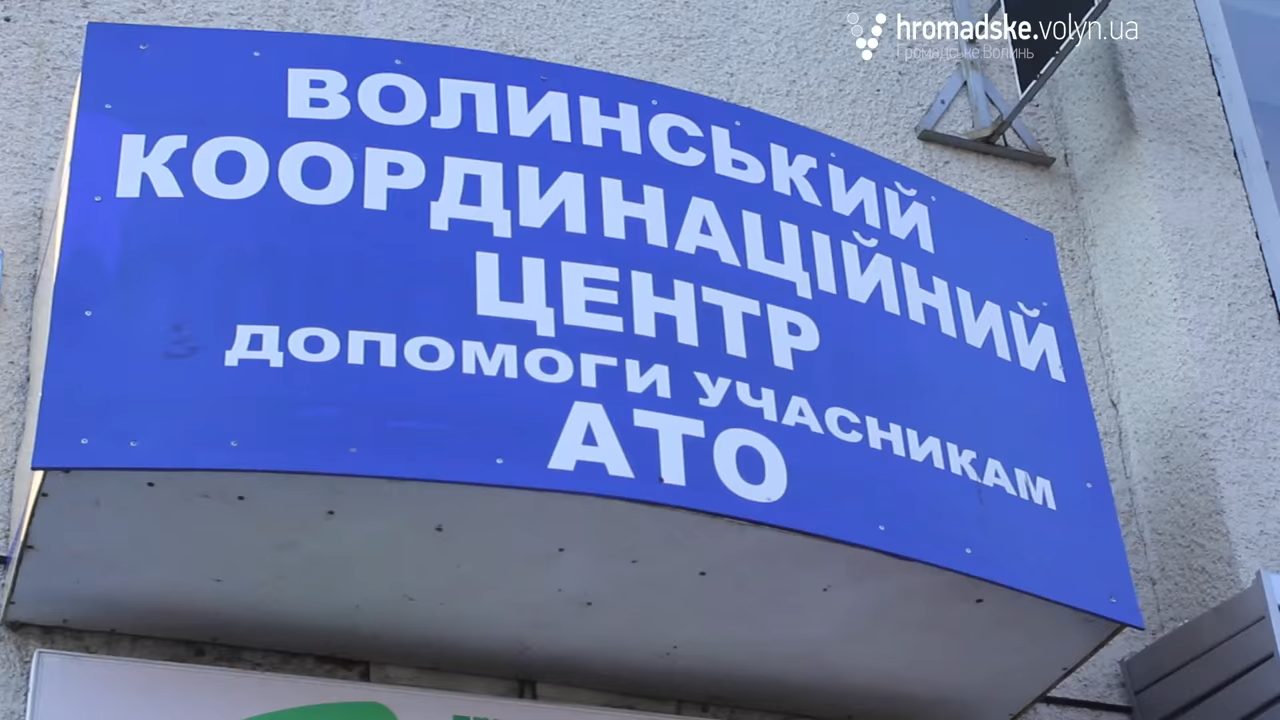 hromadske.volyn.ua
Громадське Волинь
ВОЛИНСЬКИЙ
КООРДИНАЦІЙНИЙ
ЦЕНТР
ДОПОМОГИ УЧАСНИКАМ
АТО